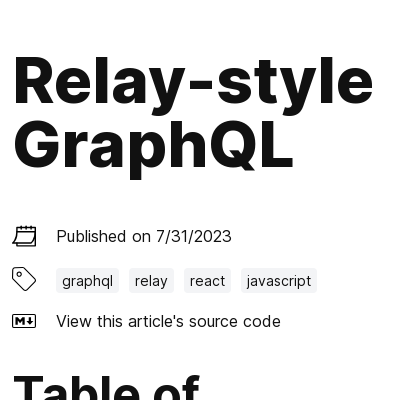 Relay-style
GraphQL
Published on 7/31/2023
graphql relay react javascript
View this article's source code
Table of